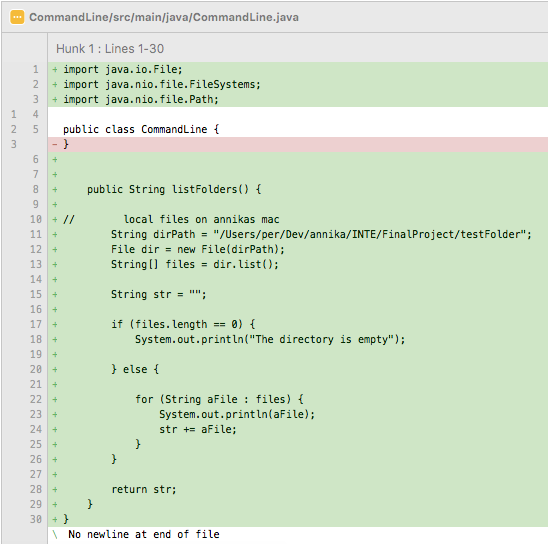 CommandLine/src/main/java/CommandLine.java
Hunk 1 : Lines 1-30
1 + import java.io.File;
2 + import java.nio.file.FileSystems;
3 + import java.nio.file.Path;
1 4
2 5 public class CommandLine {
3 - }
6 +
7 +
8 + public String listFolders() {
9 +
10 + // local files on annikas mac
11 + String dirPath = "/Users/per/Dev/annika/INTE/FinalProject/testFolder";
12 + File dir = new File(dirPath);
13 + String[] files = dir.list();
14 +
15 + String str = "";
16 +
17 + if (files.length == 0) {
18 + System.out.println("The directory is empty");
19 +
20 + } else {
21 +
22 + for (String aFile : files) {
23 + System.out.println(aFile);
24 + str += aFile;
25 + }
26 + }
27 +
28 + return str;
29 + }
30 + }
\ No newline at end of file